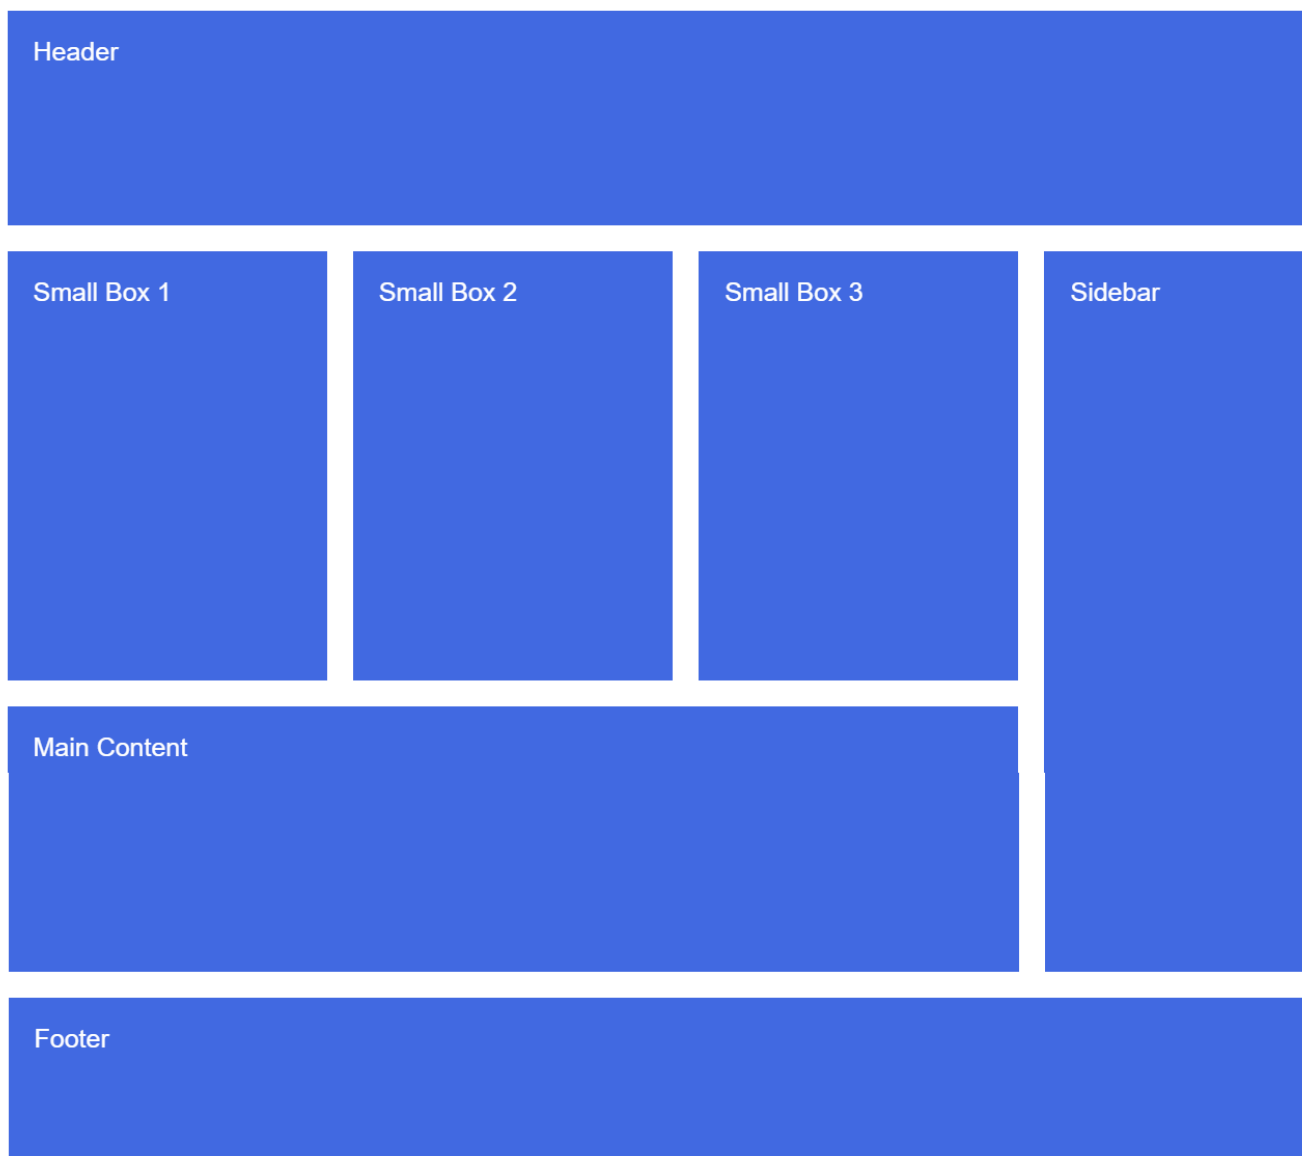 Header
Small Box 1
Small Box 2
Small Box 3
Sidebar
Main Content
Footer